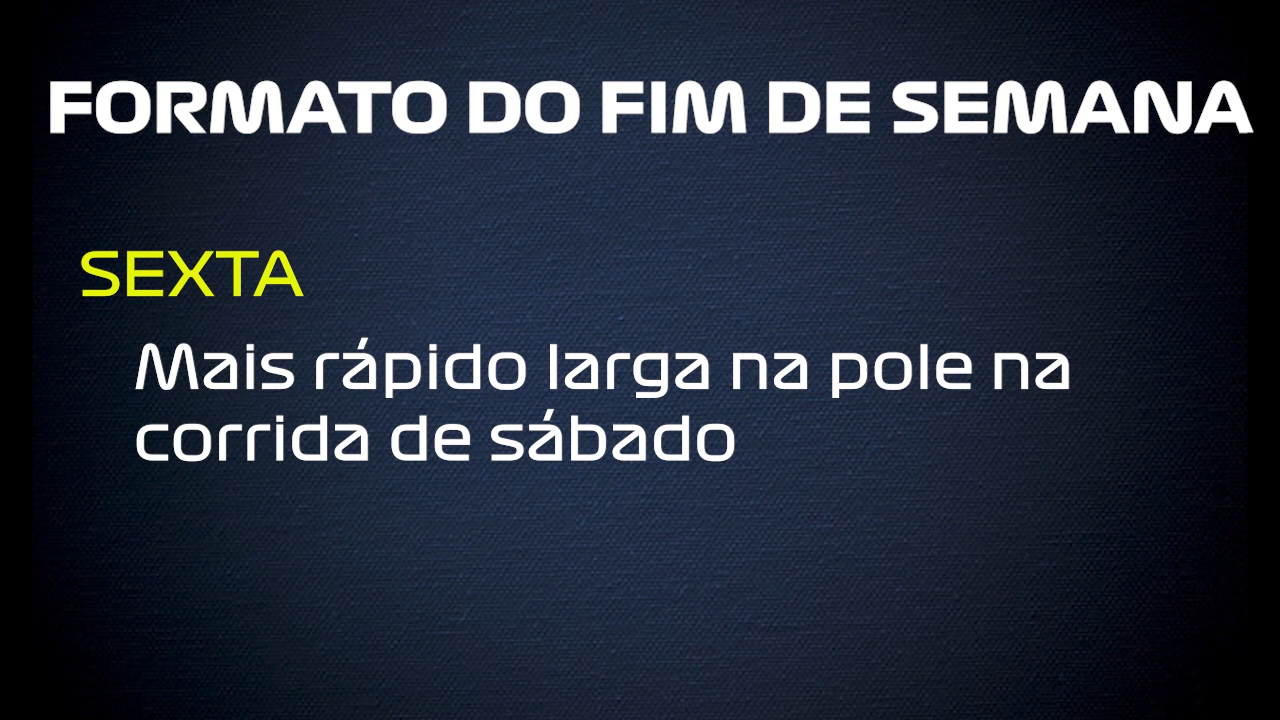 FORMATO DO FIM DE SEMANA
SEXTA
Mais rápido larga na pole na
corrida de sábado